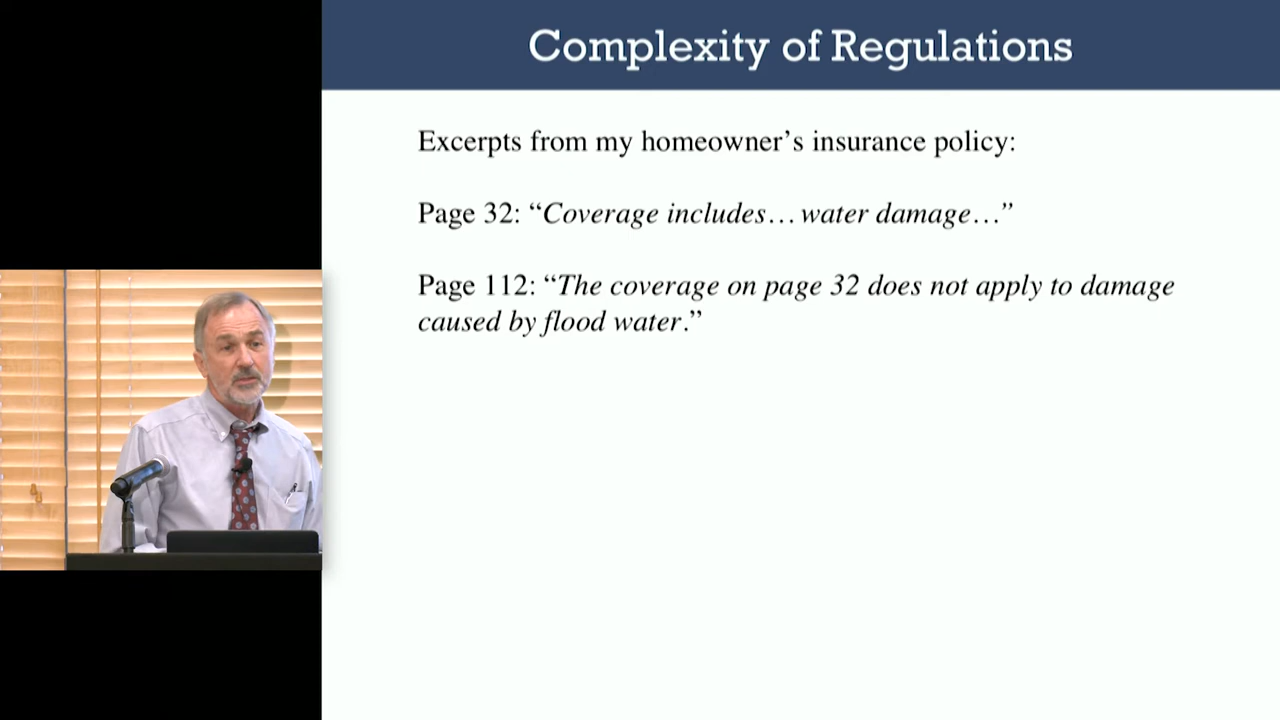 Complexity of Regulations
Excerpts from my homeowner’s insurance policy:
Page 32: “Coverage includes… water damage…”
Page 112: “The coverage on page 32 does not apply to damage
caused by flood water.”